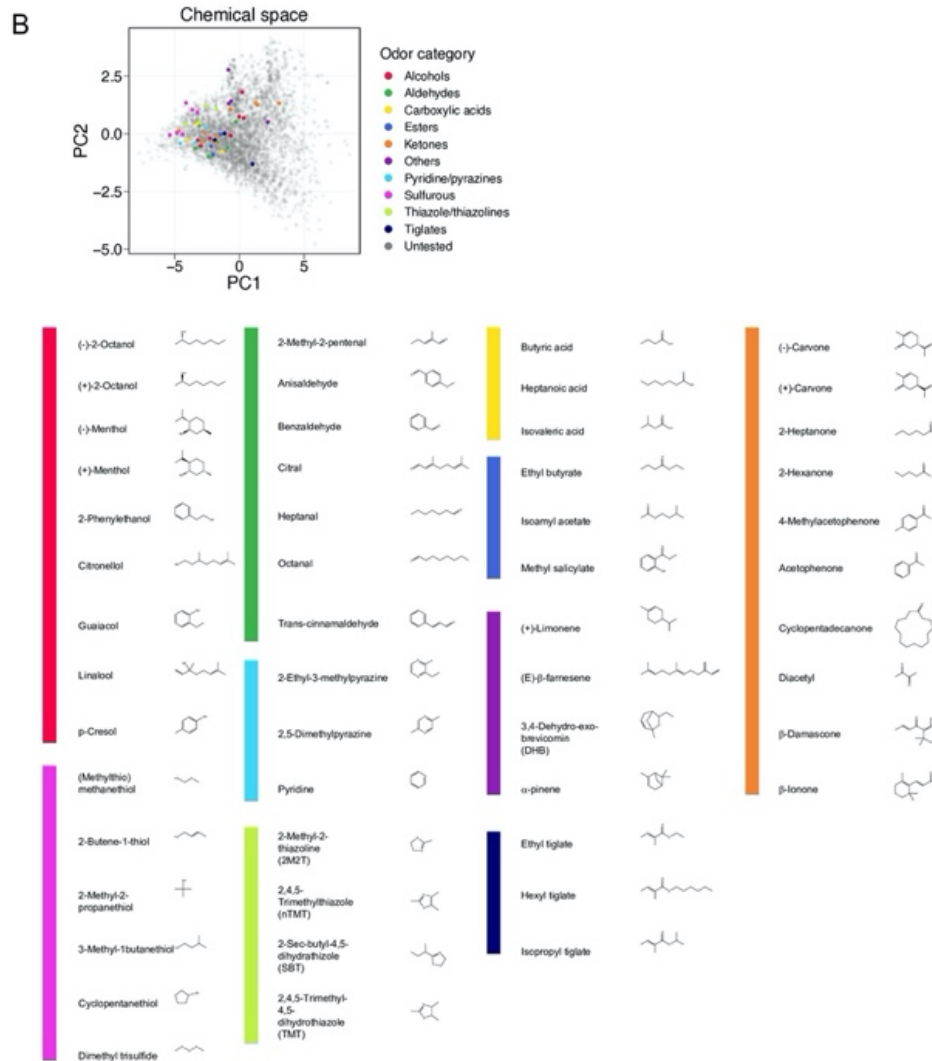 B
Chemical space
PC2
2.5
0.0
−2.5
−5.0
−5
0
5
PC1
Odor category
Alcohols
Aldehydes
Carboxylic acids
Esters
Ketones
Others
Pyridine/pyrazines
Sulfurous
Thiazole/thiazolines
Tiglates
Untested
(-)-2-Octanol
(+)-2-Octanol
(-)-Menthol
(+)-Menthol
2-Phenylethanol
Citronellol
Guaiacol
Linalool
p-Cresol
(Methylthio)
methanethiol
2-Butene-1-thiol
2-Methyl-2-
propanethiol
3-Methyl-1butanethiol
Cyclopentanethiol
Dimethyl trisulfide
2-Methyl-2-pentenal
Anisaldehyde
Benzaldehyde
Citral
Heptanal
Octanal
Trans-cinnamaldehyde
2-Ethyl-3-methylpyrazine
2,5-Dimethylpyrazine
Pyridine
2-Methyl-2-
thiazoline
(2M2T)
2,4,5-
Trimethylthiazole
(nTMT)
2-Sec-butyl-4,5-
dihydrathizole
(SBT)
2,4,5-Trimethyl-
4,5-
dihydrothiazole
(TMT)
Butyric acid
Heptanoic acid
Isovaleric acid
Ethyl butyrate
Isoamyl acetate
Methyl salicylate
(+)-Limonene
(E)-β-farnesene
3,4-Dehydro-exo-
brevicomin
(DHB)
α-pinene
Ethyl tiglate
Hexyl tiglate
Isopropyl tiglate
(-)-Carvone
(+)-Carvone
2-Heptanone
2-Hexanone
4-Methylacetophenone
Acetophenone
Cyclopentadecanone
Diacetyl
β-Damascone
β-Ionone